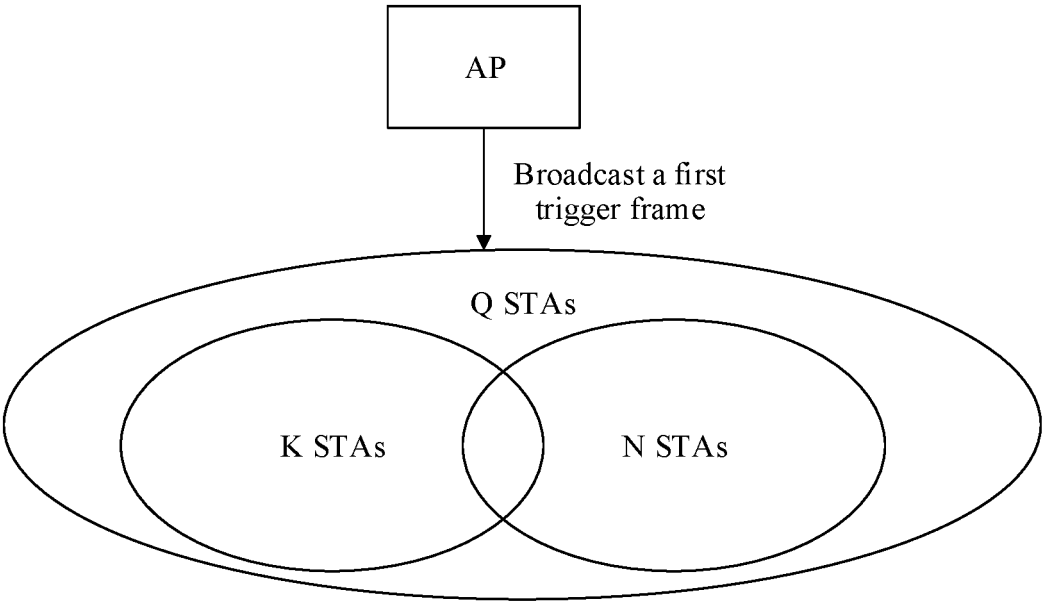 AP
Broadcast a first
trigger frame
Q STAs
K STAs
N STAs